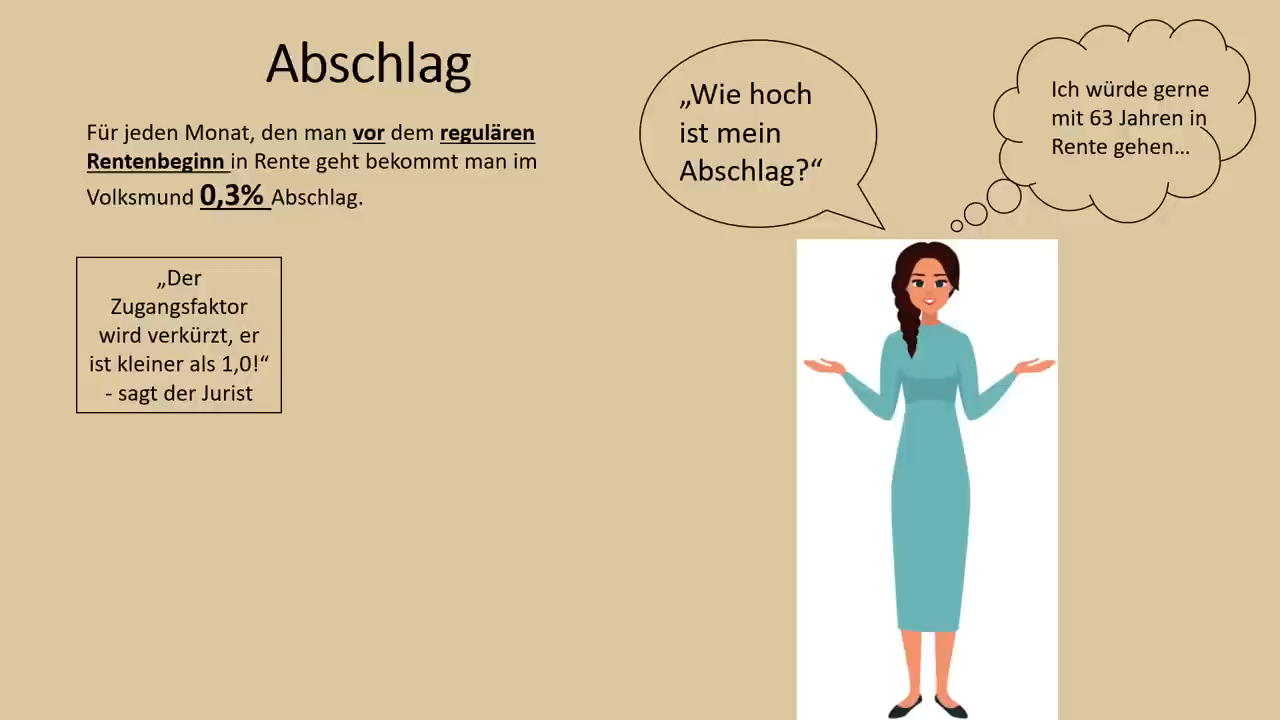 Abschlag
Für jeden Monat, den man vor dem regulären
Rentenbeginn in Rente geht bekommt man im
Volksmund 0,3% Abschlag.
„Der
Zugangsfaktor
wird verkürzt, er
ist kleiner als 1,0!“
- sagt der Jurist
„Wie hoch
ist mein
Abschlag?“
Ich würde gerne
mit 63 Jahren in
Rente gehen...